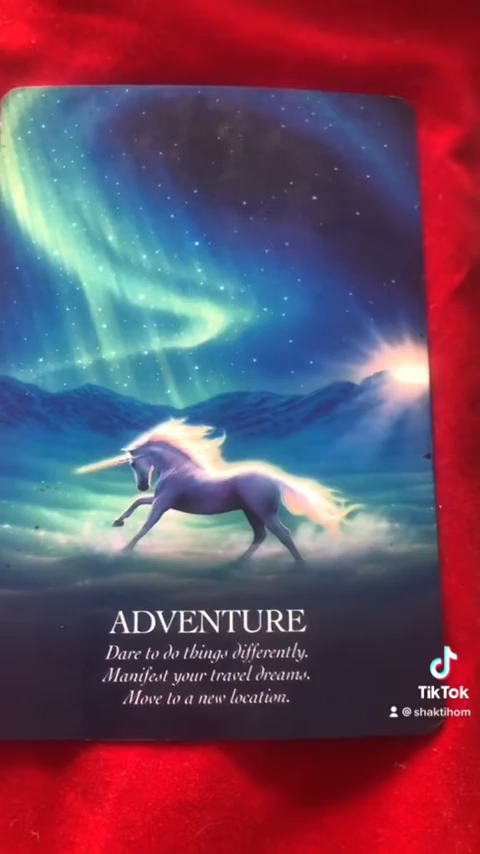 ADVENTURE
Dare to do things differently.
Manifest your travel dreams.
Move to a new location.
TikTok
@shaktihom